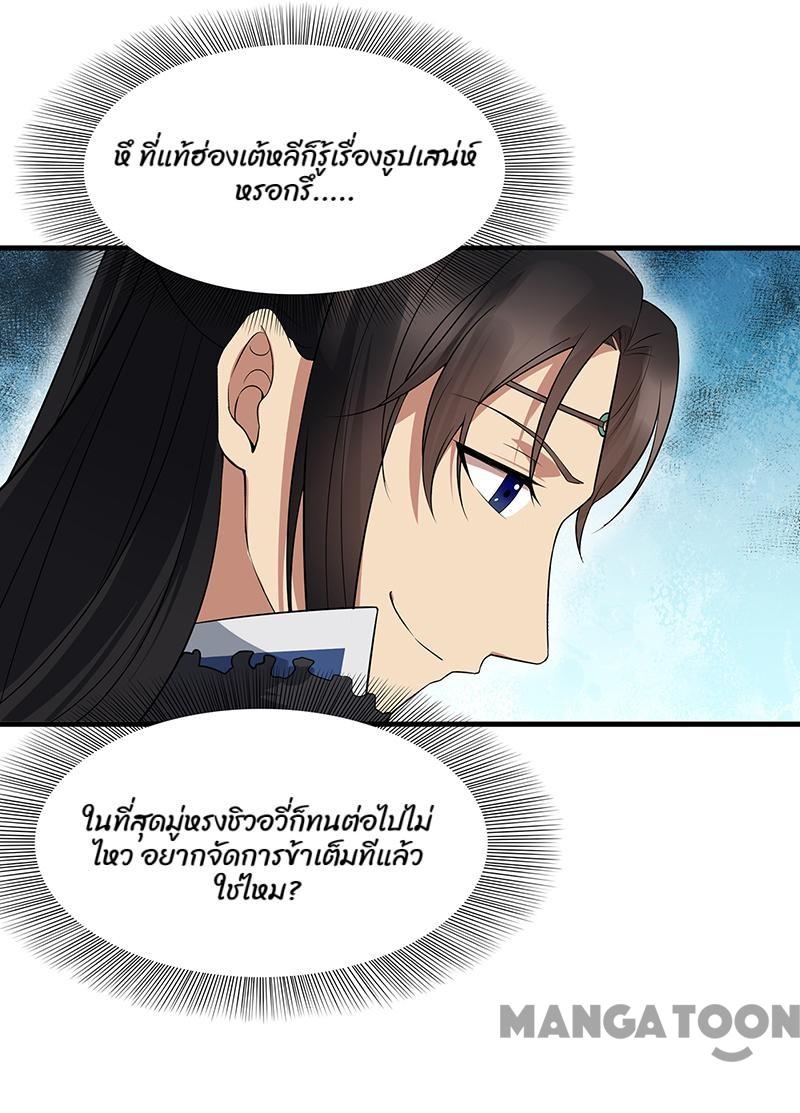 หึ ที่แท้ฮ่องเต้หลีก็รู้เรื่องธูปเสน่ห์
หรอกรึ.....
ในที่สุดมู่หรงชิวอวี่ก็ทนต่อไปไม่
ไหว อยากจัดการข้าเต็มทีแล้ว
ใช่ไหม?
MANGATOON